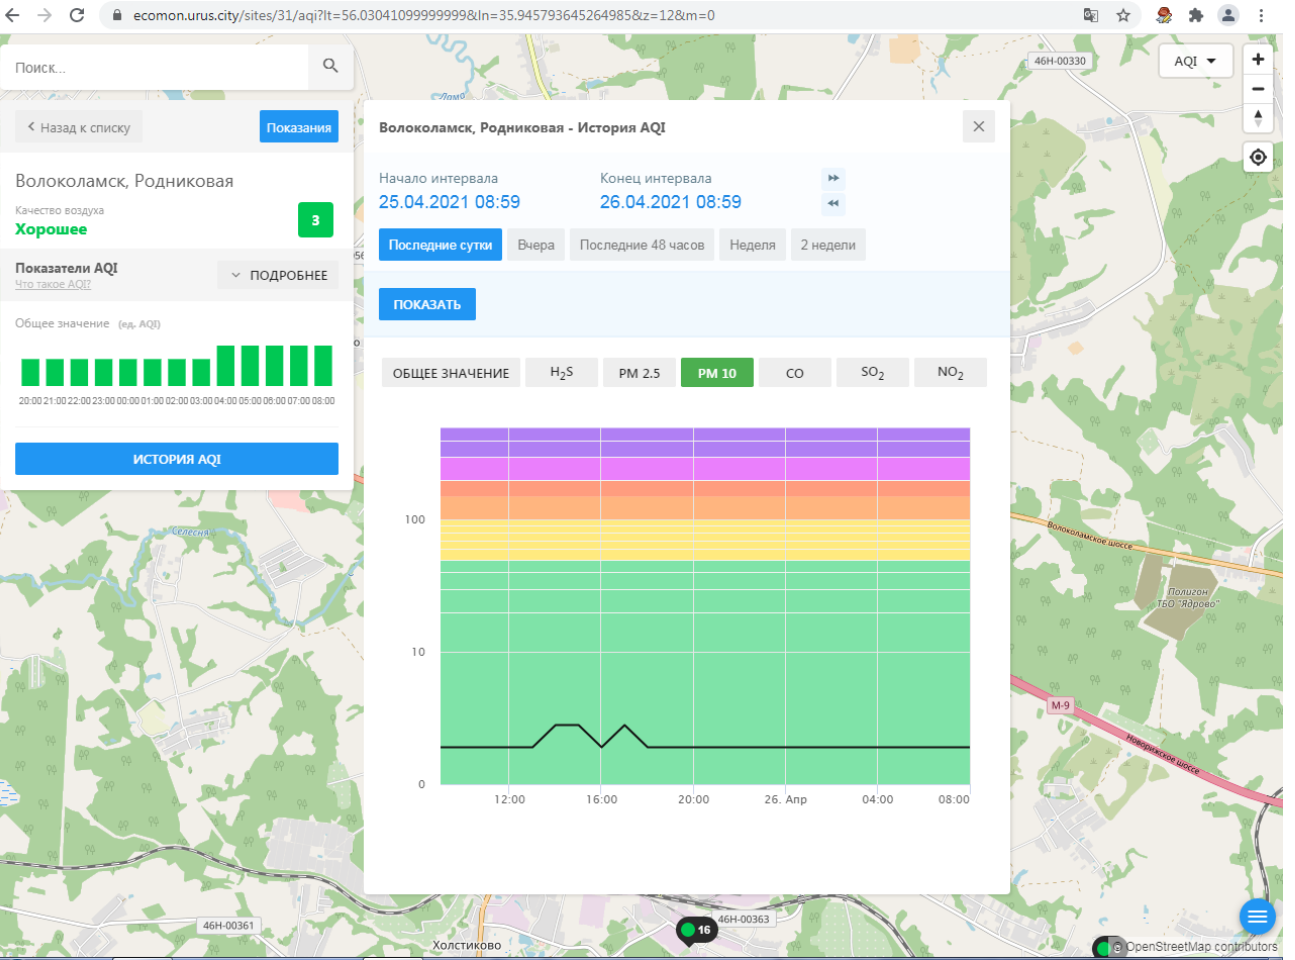 ecomon.urus.city/sites/31/aqi?lt=56.03041099999999&ln=35.945793645264985&z=12&m=0
Поиск...
46H-00330
AQI
Назад к списку
Показания
Волоколамск, Родниковая
Качество воздуха
Хорошее
3
Показатели AQI
Что такое AQI?
ПОДРОБНЕЕ
Общее значение (ед. AQI)
20:00 21:00 22:00 23:00 00:00 01:00 02:00 03:00 04:00 05:00 06:00 07:00 08:00
ИСТОРИЯ AQI
Волоколамск, Родниковая - История AQI
Начало интервала
Конец интервала
25.04.2021 08:59
26.04.2021 08:59
Последние сутки
Вчера
Последние 48 часов
Неделя
2 недели
ПОКАЗАТЬ
ОБЩЕЕ ЗНАЧЕНИЕ
H2S
PM 2.5
PM 10
CO
SO2
NO2
100
10
0
12:00
16:00
20:00
26. Апр
04:00
08:00
Селесня
Волоколамское шоссе
Полигон
ТБО "Ядрово"
М-9
Новорижское шоссе
46H-00361
Холстиково
16
46H-00363
© OpenStreetMap contributors